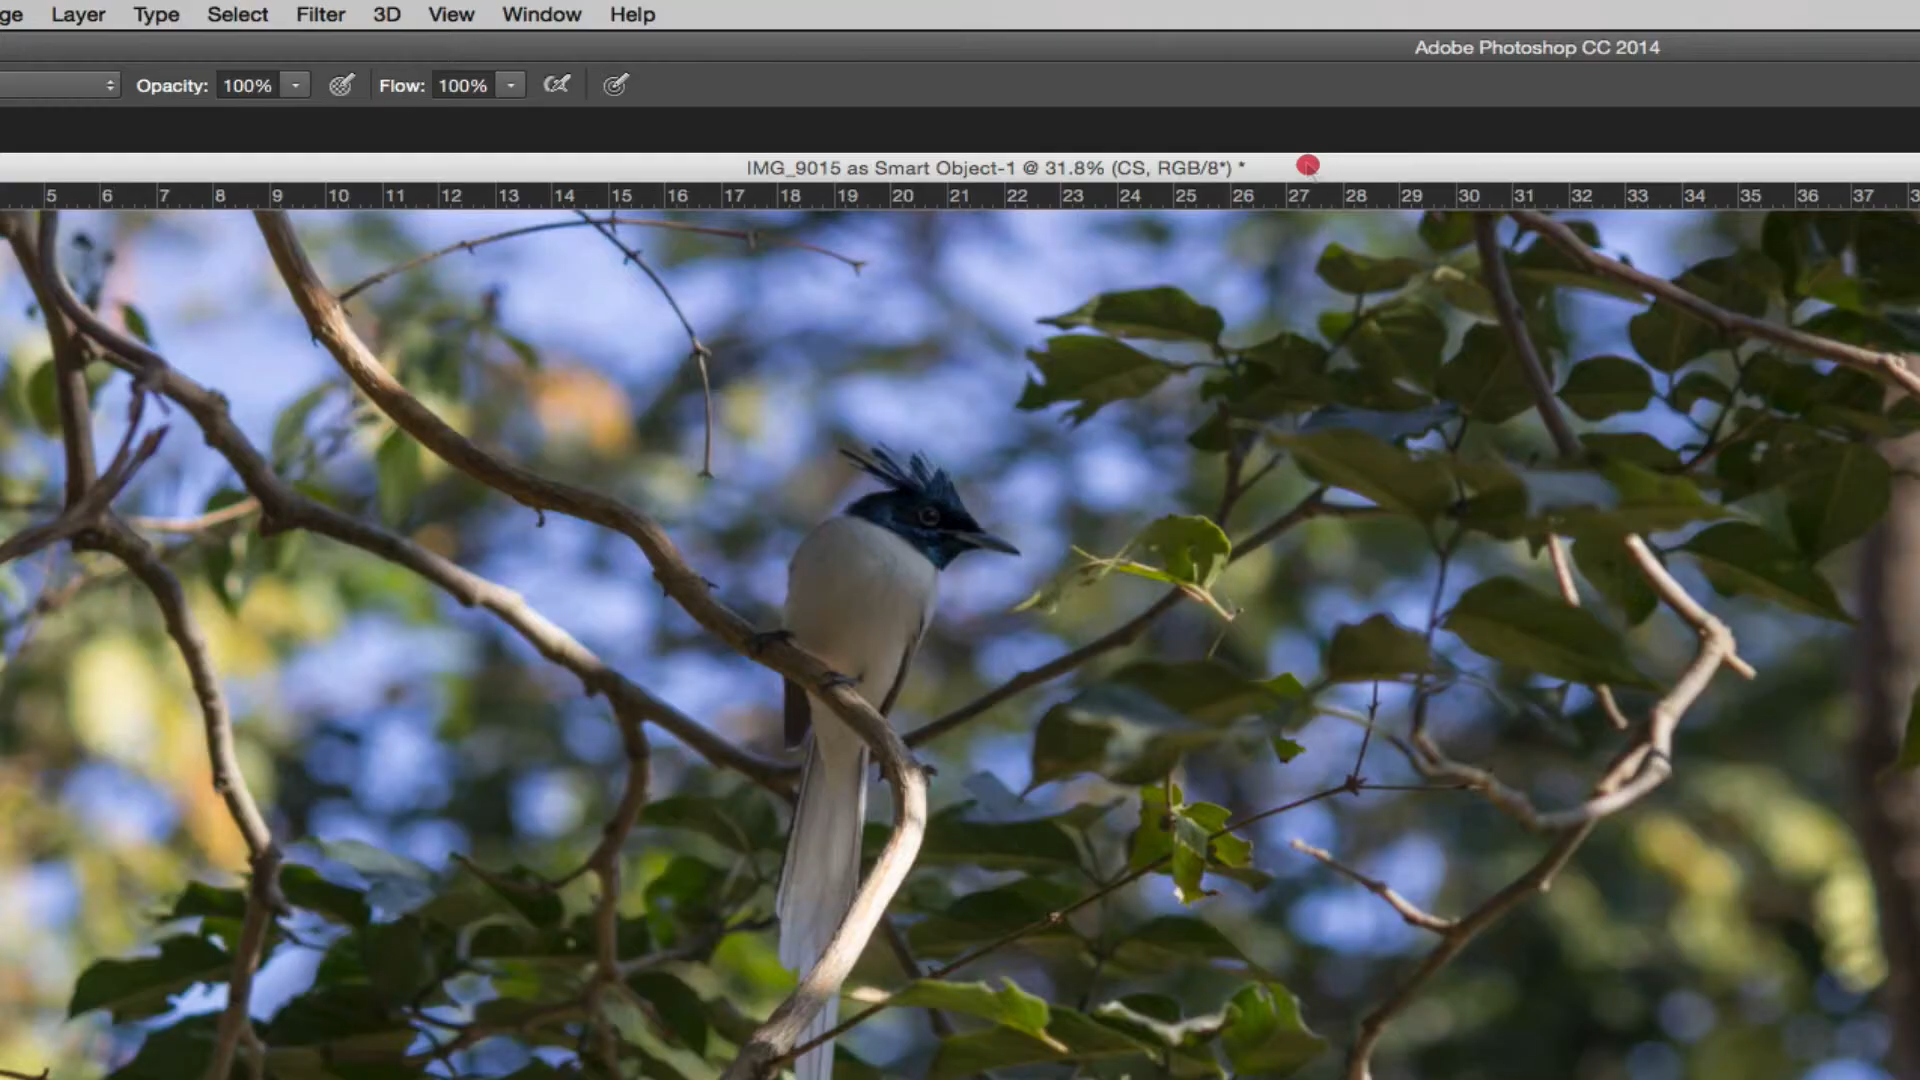 ge Layer Type Select Filter 3D View Window Help
Adobe Photoshop CC 2014
Opacity: 100% Flow: 100%
IMG_9015 as Smart Object-1 @ 31.8% (CS, RGB/8*) *
5 6 7 8 9 10 11 12 13 14 15 16 17 18 19 20 21 22 23 24 25 26 27 28 29 30 31 32 33 34 35 36 37